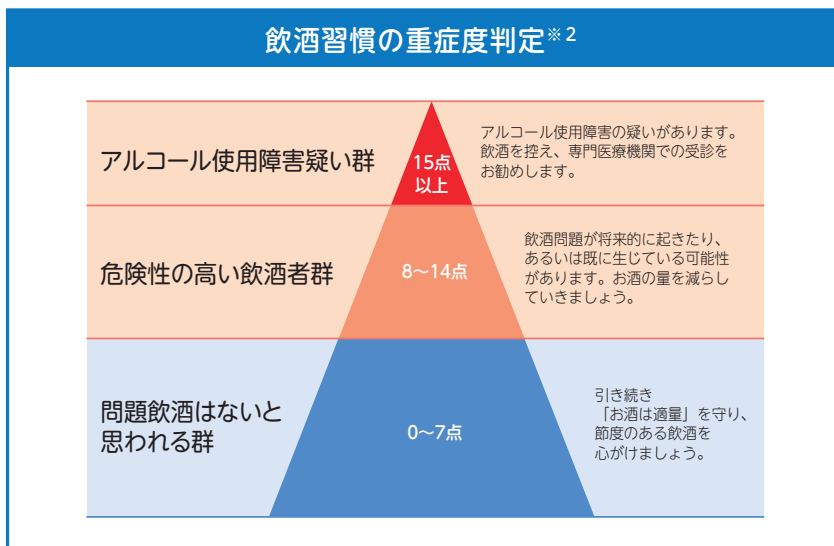 飲酒習慣の重症度判定※2
アルコール使用障害疑い群
15点
以上
アルコール使用障害の疑いがあります。
飲酒を控え、専門医療機関での受診を
お勧めします。
危険性の高い飲酒者群
8〜14点
飲酒問題が将来的に起きたり、
あるいは既に生じている可能性
があります。お酒の量を減らし
ていきましょう。
問題飲酒はないと
思われる群
0〜7点
引き続き
「お酒は適量」を守り、
節度のある飲酒を
心がけましょう。